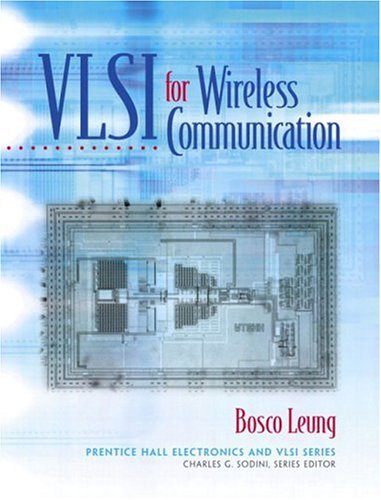 VLSI for Wireless
Communication
Bosco Leung
PRENTICE HALL ELECTRONICS AND VLSI SERIES
CHARLES G. SODINI, SERIES EDITOR